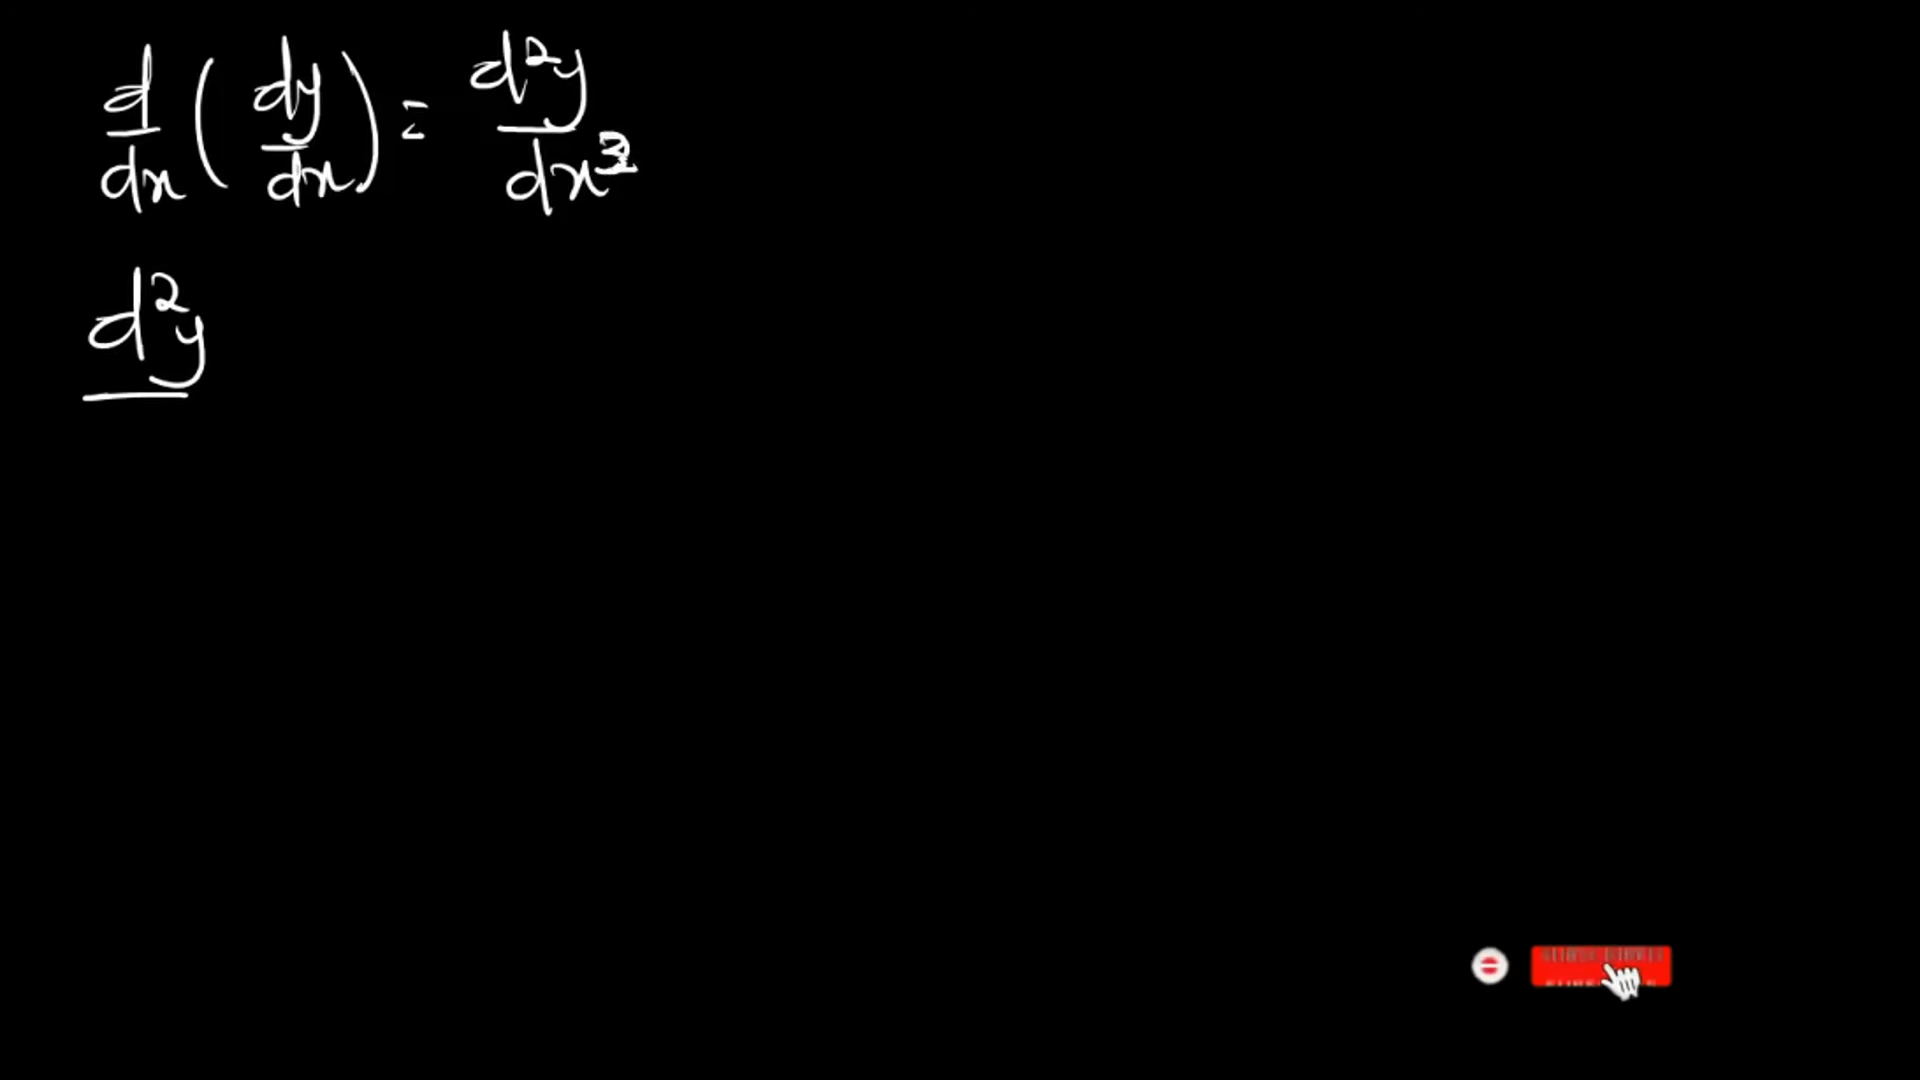 d/dx (dy/dx) = d²y/dx²
d²y